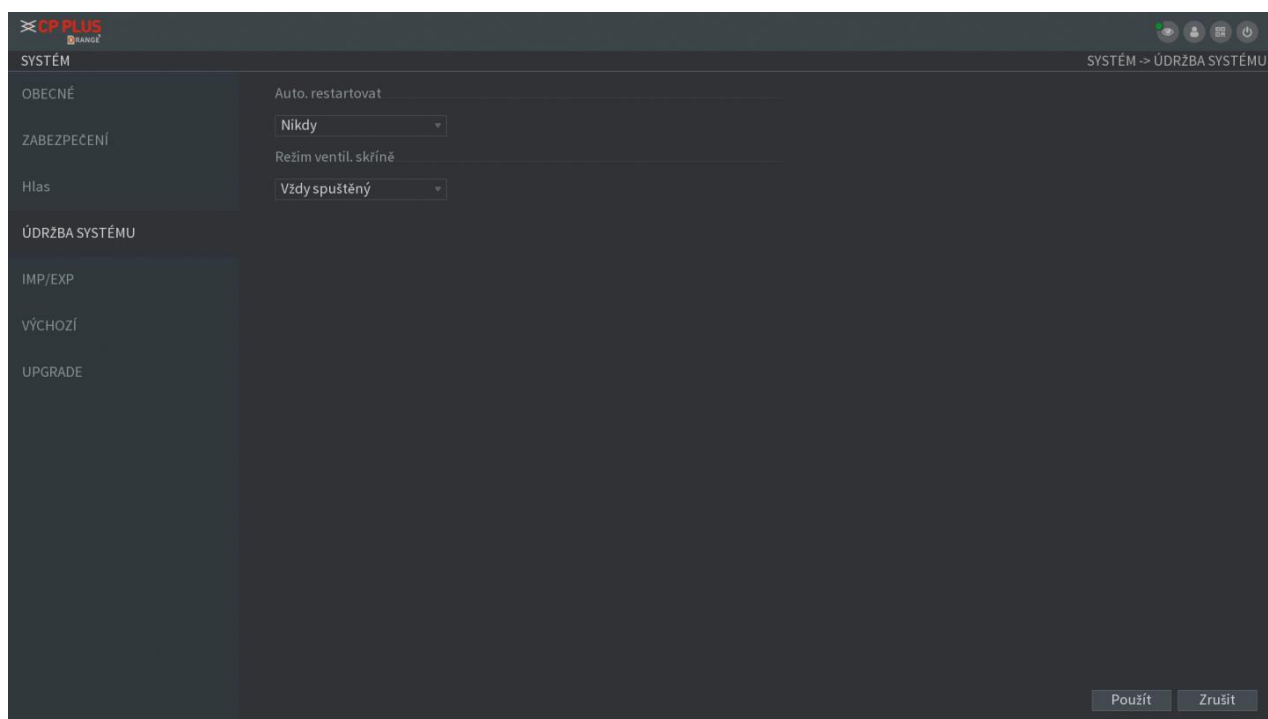 CP PLUS
ORANGE
SYSTÉM
SYSTÉM -> ÚDRŽBA SYSTÉMU
OBECNÉ
ZABEZPEČENÍ
Hlas
ÚDRŽBA SYSTÉMU
IMP/EXP
VÝCHOZÍ
UPGRADE
Auto. restartovat
Nikdy
Režim ventil. skříně
Vždy spuštěný
Použít
Zrušit